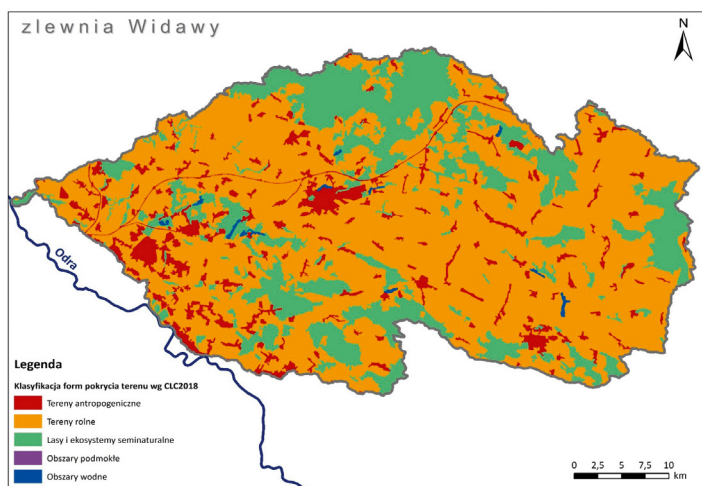 zlewnia Widawy
N
Odra
Legenda
Klasyfikacja form pokrycia terenu wg CLC2018
Tereny antropogeniczne
Tereny rolne
Lasy i ekosystemy seminaturalne
Obszary podmokłe
Obszary wodne
0 2,5 5 7,5 10
km